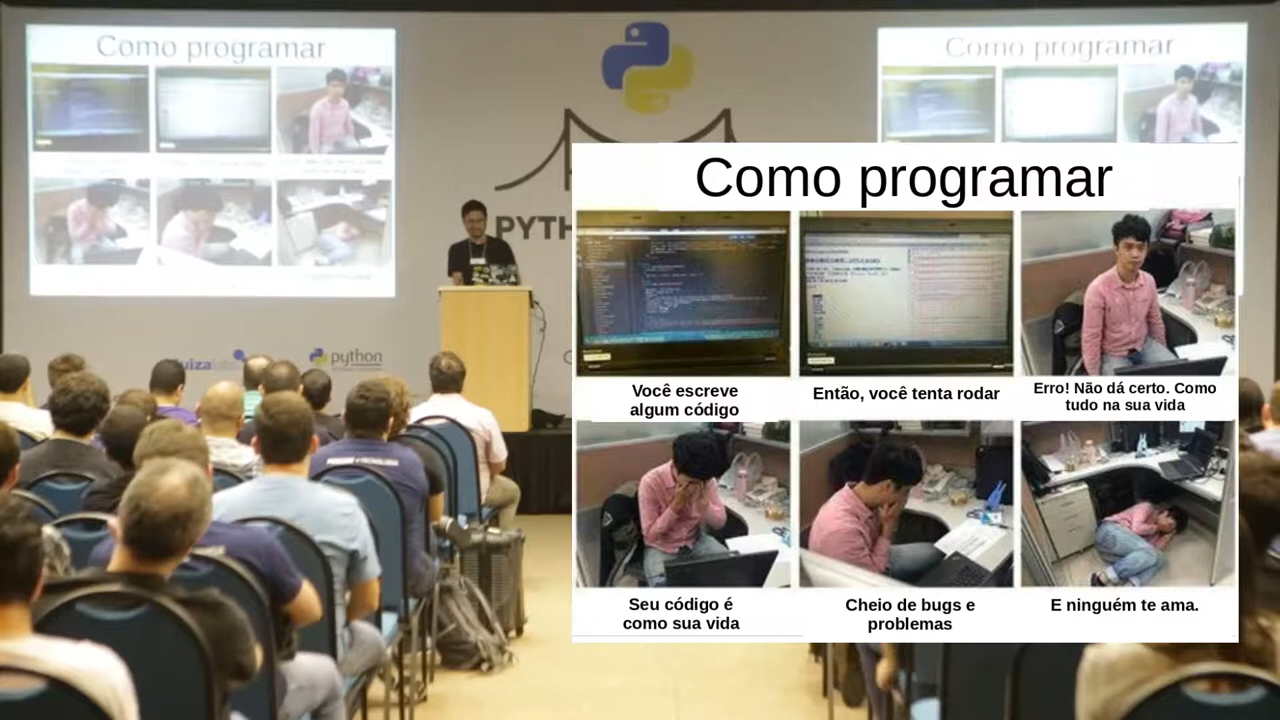 Como programar
Como programar
PYTH
uiza
python
Como programar
Você escreve
algum código
Então, você tenta rodar
Erro! Não dá certo. Como
tudo na sua vida
Seu código é
como sua vida
Cheio de bugs e
problemas
E ninguém te ama.